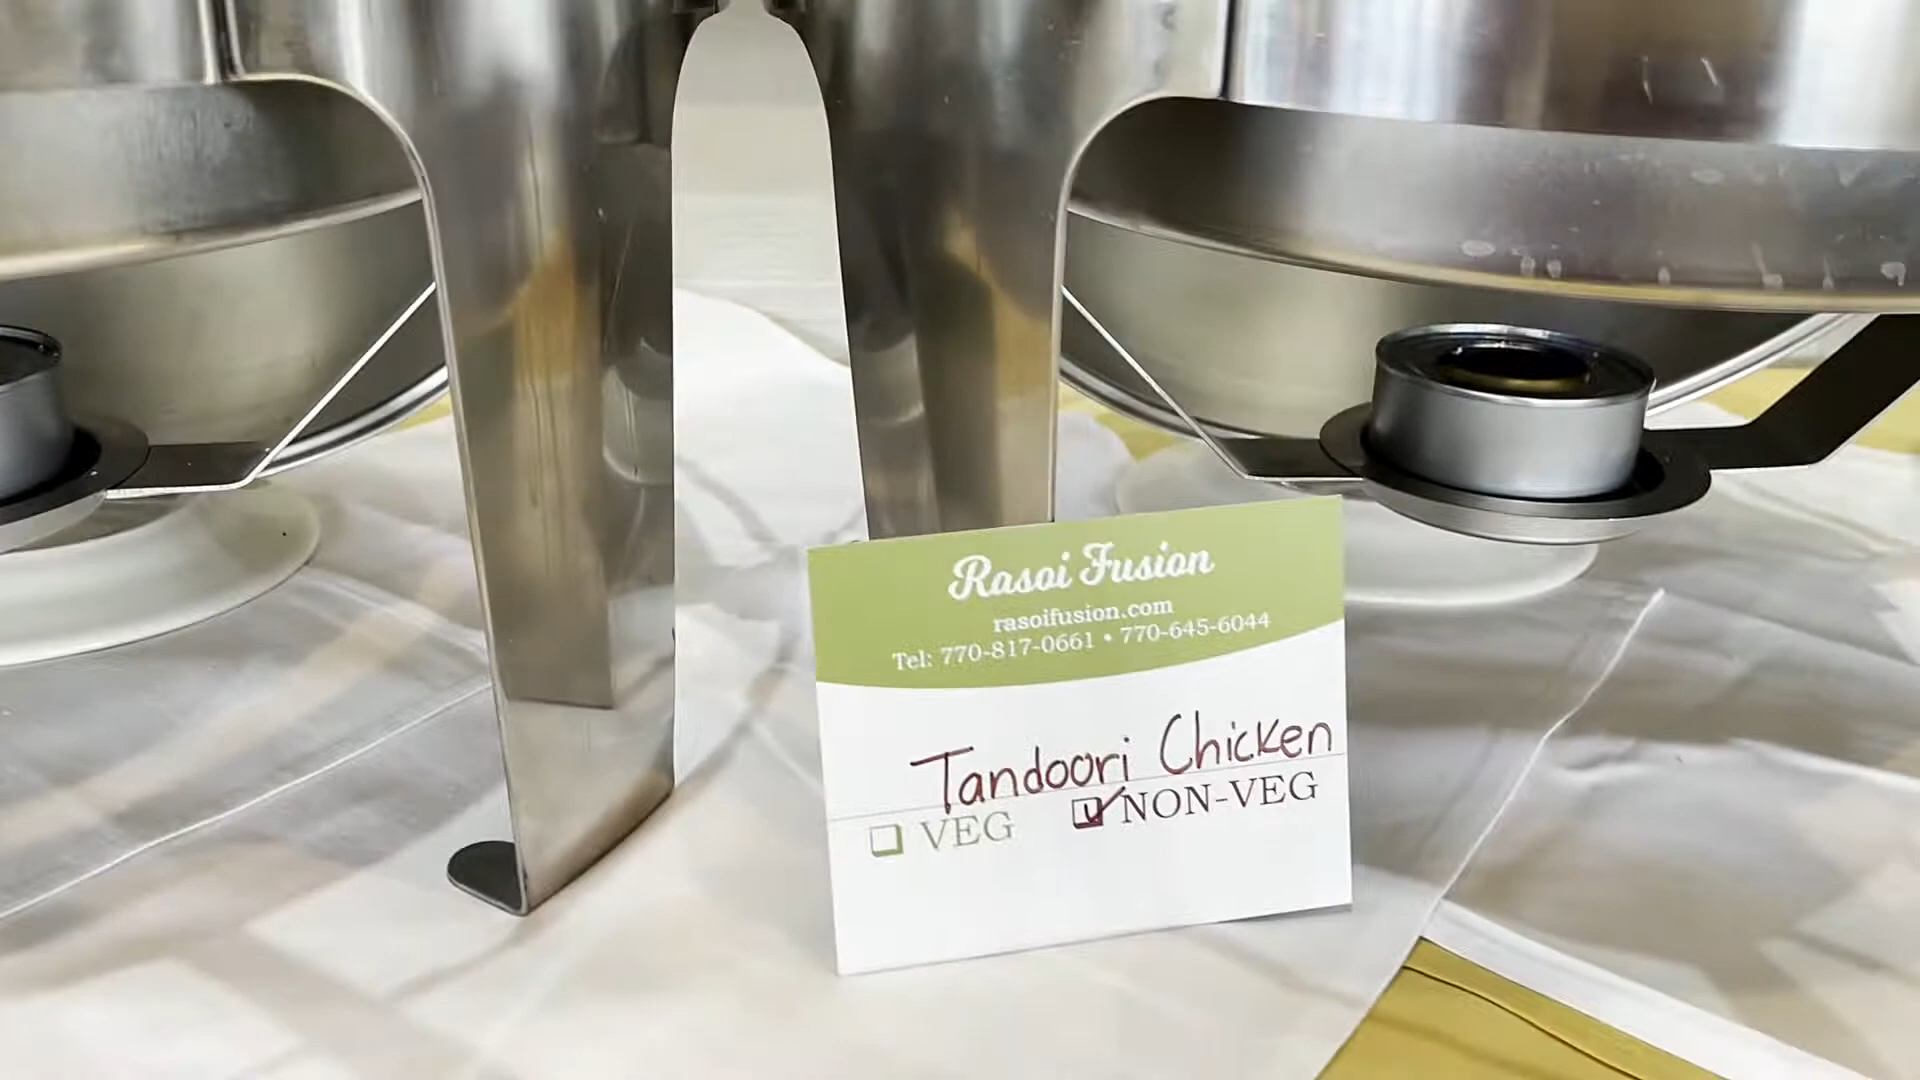 Rasoi Fusion
rasoifusion.com
Tel: 770-817-0661 • 770-645-6044
Tandoori Chicken
VEG NON-VEG